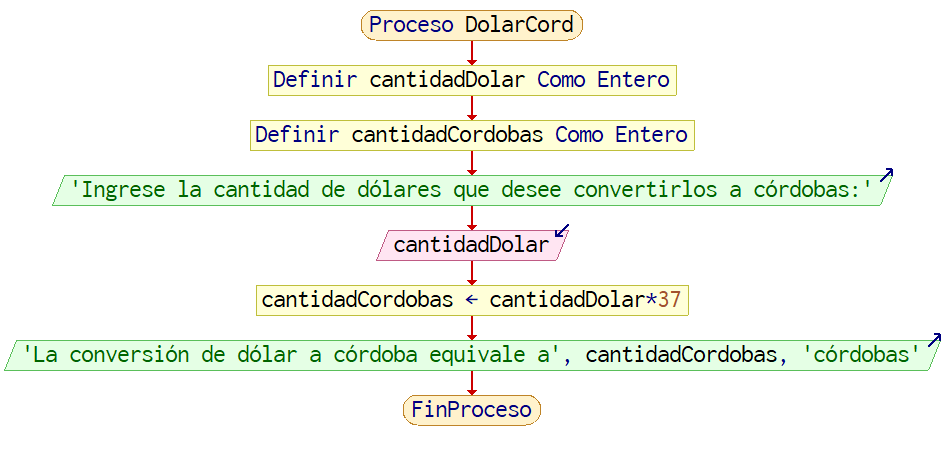 Proceso DolarCord
Definir cantidadDolar Como Entero
Definir cantidadCordobas Como Entero
'Ingrese la cantidad de dólares que desee convertirlos a córdobas:'
cantidadDolar
cantidadCordobas ← cantidadDolar*37
'La conversión de dólar a córdoba equivale a', cantidadCordobas, 'córdobas'
FinProceso